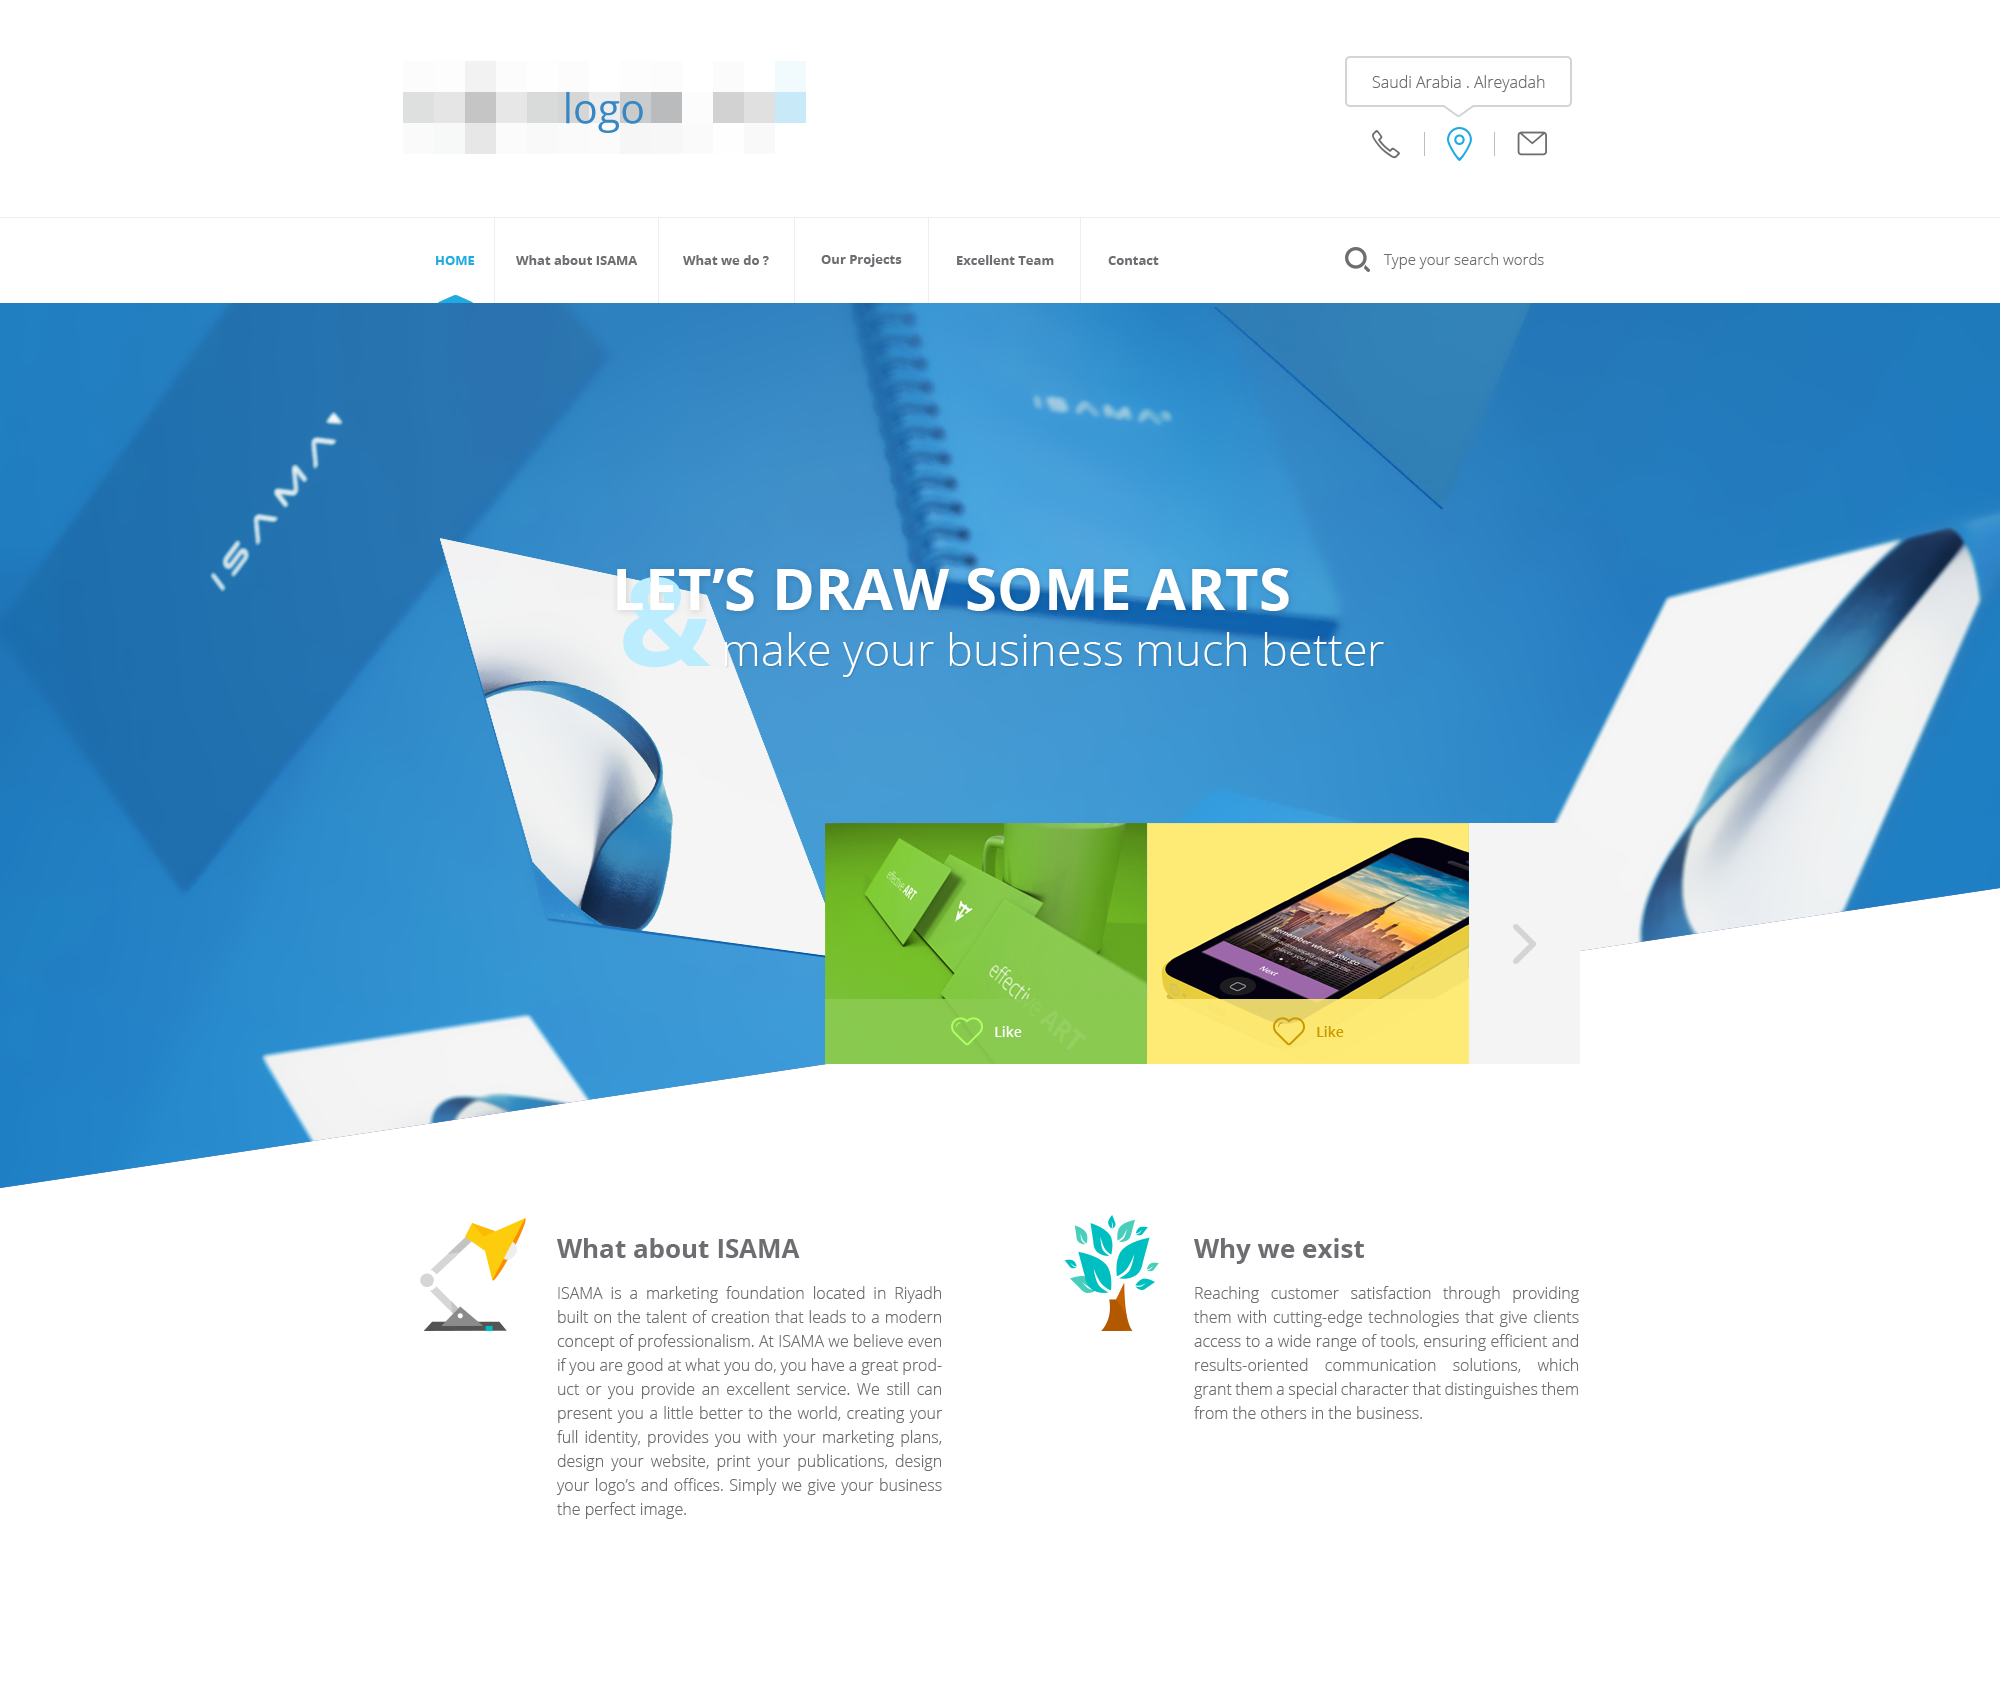 logo
Saudi Arabia . Alreyadah
HOME
What about ISAMA
What we do ?
Our Projects
Excellent Team
Contact
Type your search words
ISAMA
ISAMA
LET’S DRAW SOME ARTS
& make your business much better
effective ART
effective ART
Remember where you go
Next
Like
Like
What about ISAMA
ISAMA is a marketing foundation located in Riyadh
built on the talent of creation that leads to a modern
concept of professionalism. At ISAMA we believe even
if you are good at what you do, you have a great prod-
uct or you provide an excellent service. We still can
present you a little better to the world, creating your
full identity, provides you with your marketing plans,
design your website, print your publications, design
your logo’s and offices. Simply we give your business
the perfect image.
Why we exist
Reaching customer satisfaction through providing
them with cutting-edge technologies that give clients
access to a wide range of tools, ensuring efficient and
results-oriented communication solutions, which
grant them a special character that distinguishes them
from the others in the business.